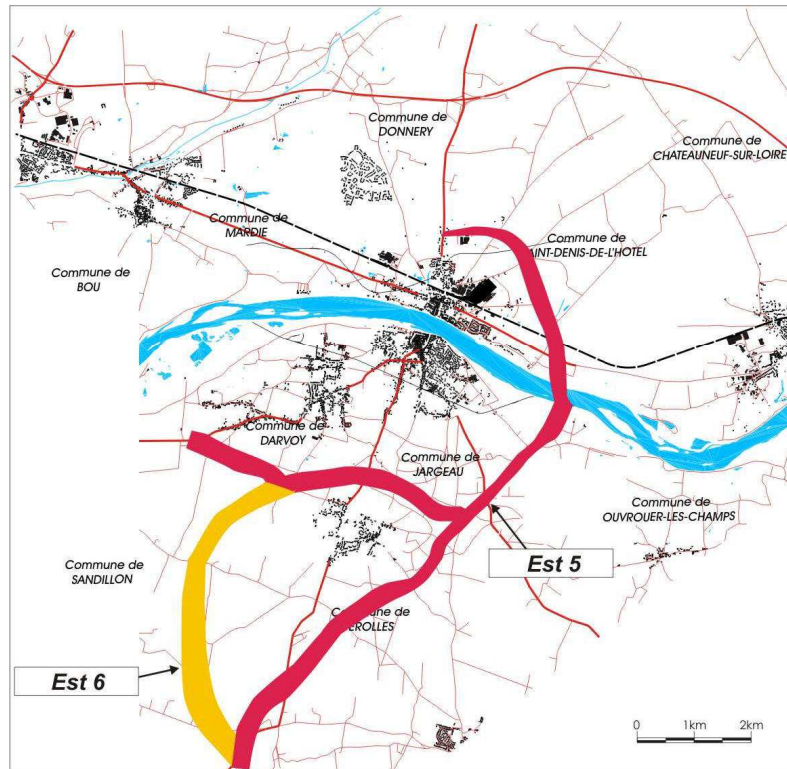 Commune de
DONNERY
Commune de
CHATEAUNEUF-SUR-LOIRE
Commune de
MARDIE
Commune de
AINT-DENIS-DE-L'HOTEL
Commune de
BOU
Commune de
DARVOY
Commune de
JARGEAU
Commune de
OUVROUER-LES-CHAMPS
Est 5
Commune de
SANDILLON
mune de
EROLLES
Est 6
0 1km 2km